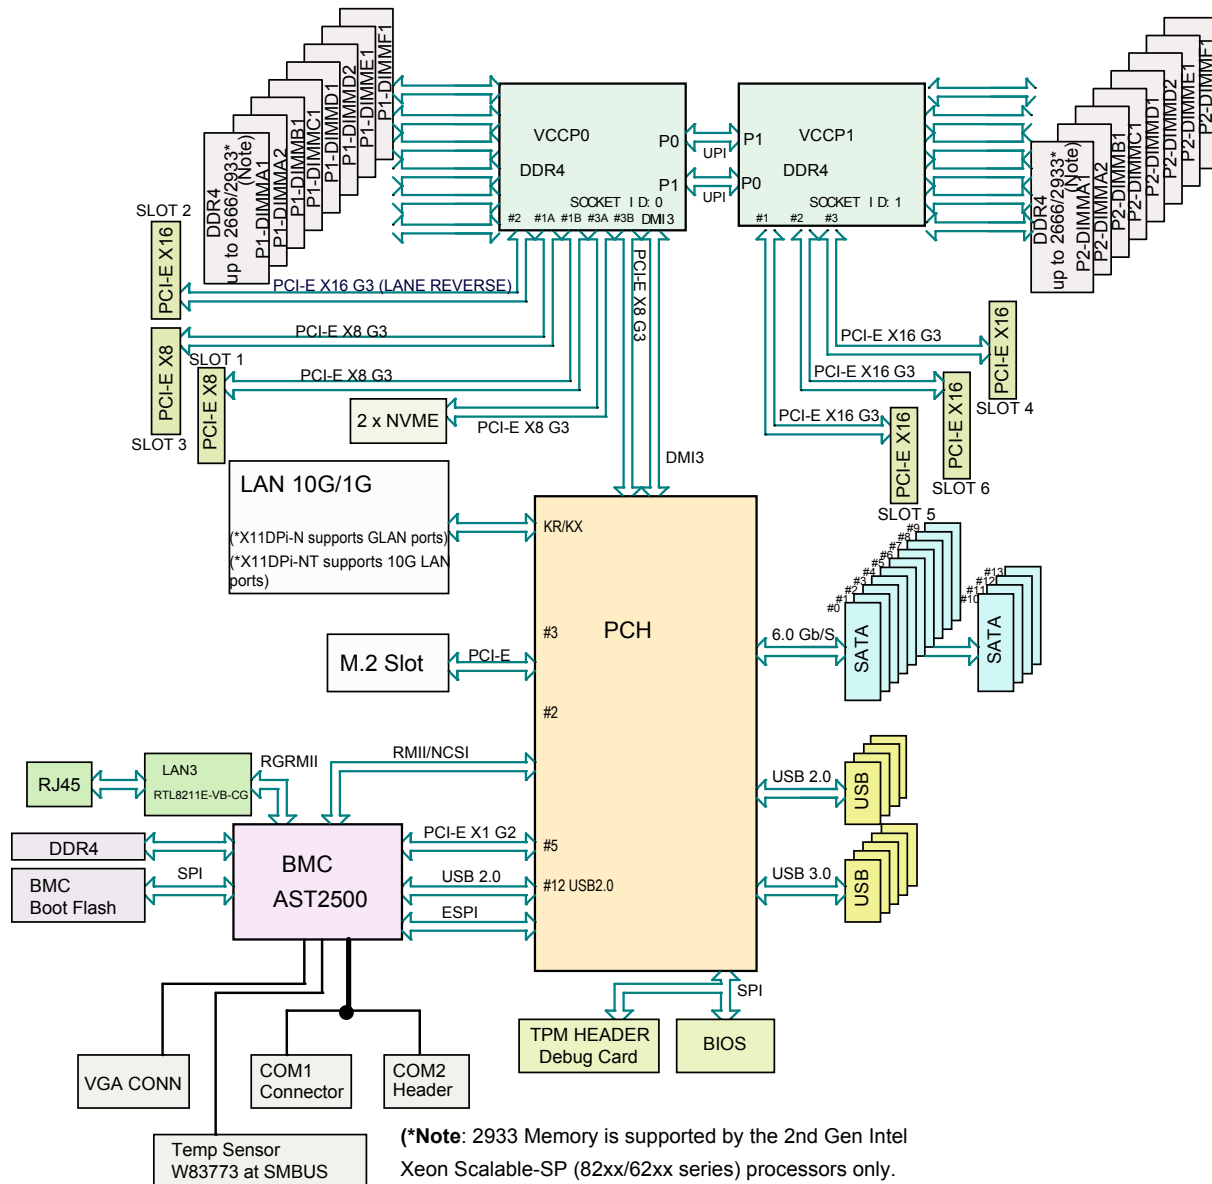 P1-DIMMF1
P1-DIMME1
P1-DIMMD2
P1-DIMMD1
P1-DIMMC1
P1-DIMMB1
P1-DIMMA2
P1-DIMMA1
DDR4
up to 2666/2933*
(Note)
VCCP0
DDR4
P0
P1
SOCKET ID: 0
#2 #1A #1B #3A #3B DMI3
UPI
UPI
P1
P0
VCCP1
DDR4
SOCKET ID: 1
#1 #2 #3
P2-DIMMF1
P2-DIMME1
P2-DIMMD2
P2-DIMMD1
P2-DIMMC1
P2-DIMMB1
P2-DIMMA2
P2-DIMMA1
DDR4
up to 2666/2933*
(Note)
SLOT 2
PCI-E X16
PCI-E X16 G3 (LANE REVERSE)
PCI-E X8 G3
PCI-E X8
SLOT 3
SLOT 1
PCI-E X8
PCI-E X8 G3
2 x NVME
PCI-E X8 G3
PCI-E X8 G3
DMI3
PCI-E X16 G3
PCI-E X16
SLOT 4
PCI-E X16 G3
PCI-E X16
SLOT 6
PCI-E X16 G3
PCI-E X16
SLOT 5
LAN 10G/1G
(*X11DPi-N supports GLAN ports)
(*X11DPi-NT supports 10G LAN
ports)
KR/KX
PCH
#3
M.2 Slot
PCI-E
#2
6.0 Gb/S
#9
#8
#7
#6
#5
#4
#3
#2
#1
#0
SATA
#13
#12
#11
#10
SATA
RJ45
LAN3
RTL8211E-VB-CG
RGRMII
RMII/NCSI
USB 2.0
USB
USB 3.0
USB
DDR4
BMC
Boot Flash
SPI
BMC
AST2500
PCI-E X1 G2
#5
USB 2.0
#12 USB2.0
ESPI
SPI
TPM HEADER
Debug Card
BIOS
VGA CONN
COM1
Connector
COM2
Header
Temp Sensor
W83773 at SMBUS
(*Note: 2933 Memory is supported by the 2nd Gen Intel
Xeon Scalable-SP (82xx/62xx series) processors only.